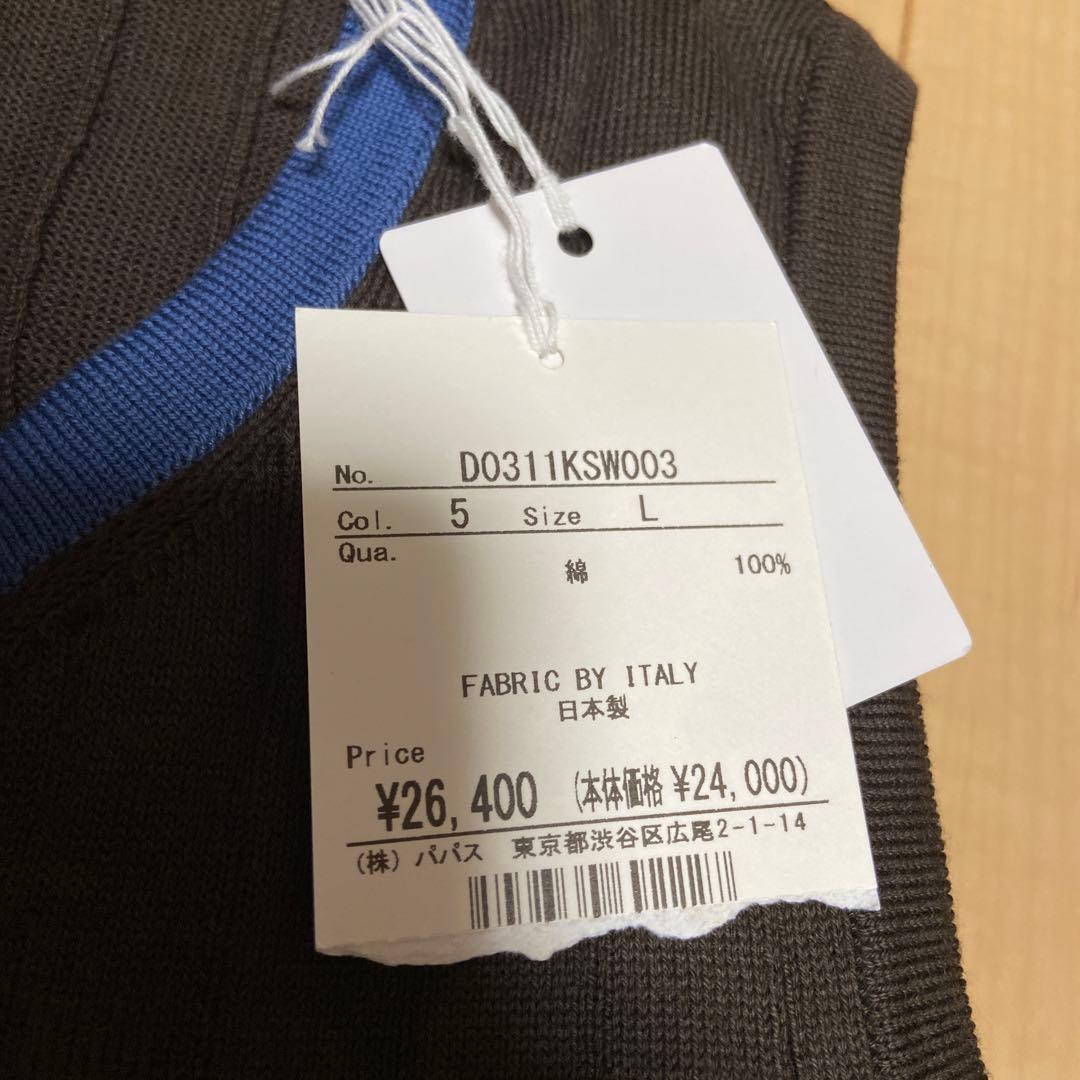 No. D0311KSW003
Col. 5 Size L
Qua.
綿 100%
FABRIC BY ITALY
日本製
Price
¥26,400 (本体価格 ¥24,000)
(株) パパス 東京都渋谷区広尾2-1-14